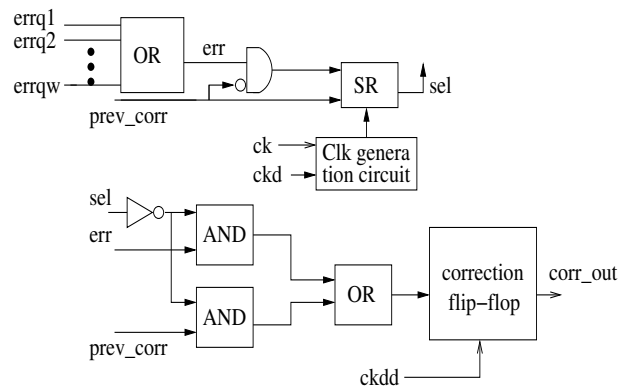 errq1
errq2
errqw
OR
err
prev_corr
SR
sel
ck
ckd
Clk genera
tion circuit
sel
err
prev_corr
AND
AND
OR
correction
flip-flop
corr_out
ckdd